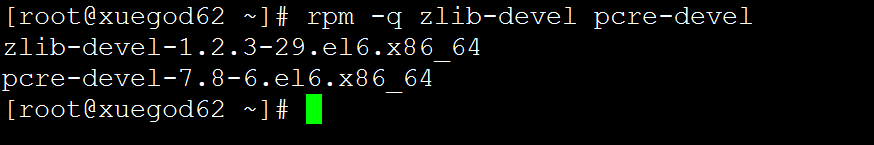 [root@xuegod62 ~]# rpm -q zlib-devel pcre-devel
zlib-devel-1.2.3-29.el6.x86_64
pcre-devel-7.8-6.el6.x86_64
[root@xuegod62 ~]#